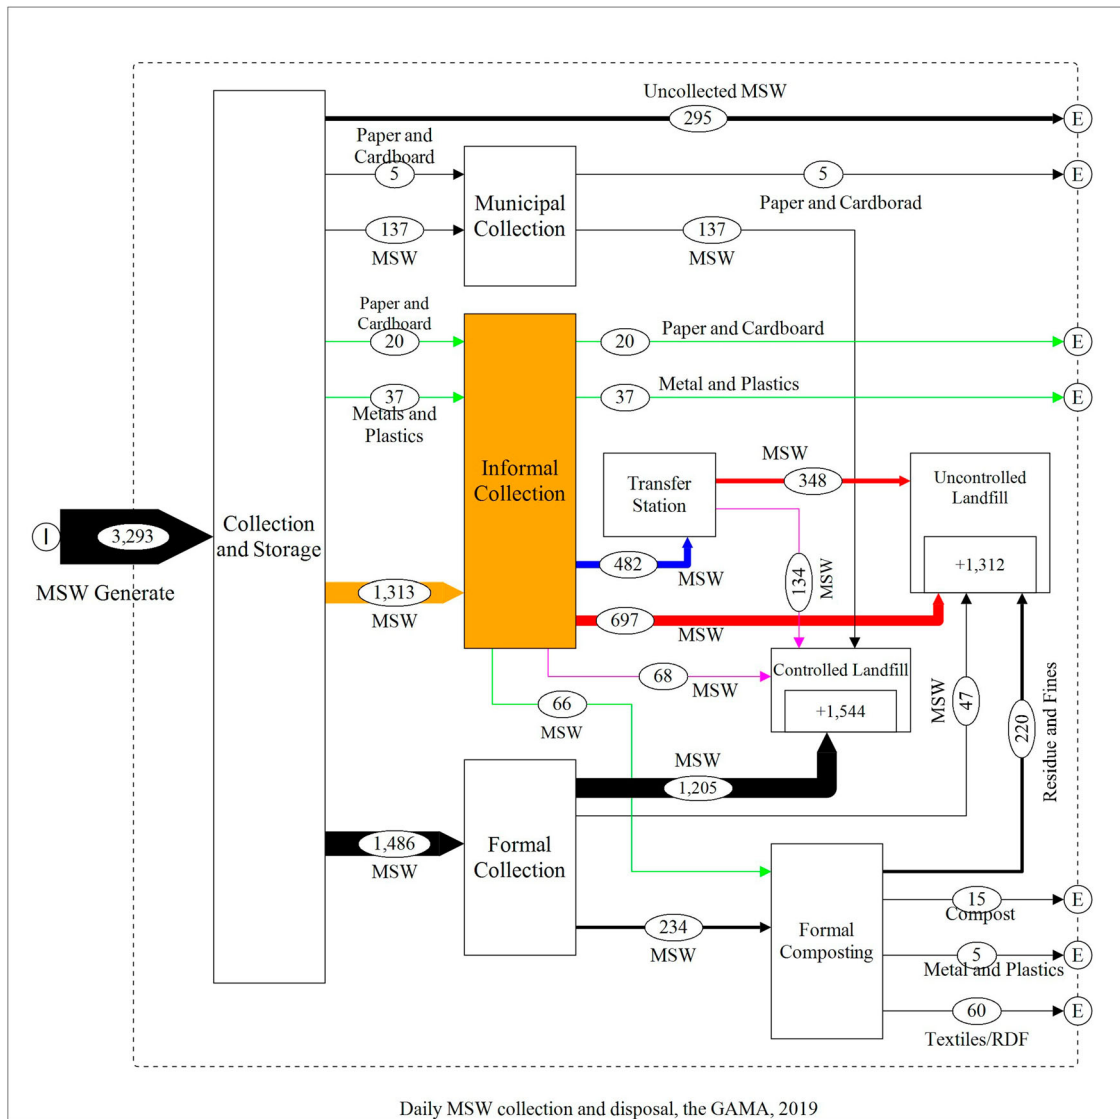 Uncollected MSW
295
E
Paper and
Cardboard
5
Municipal
Collection
5
Paper and Cardborad
E
137
MSW
137
MSW
Paper and
Cardboard
20
20
Paper and Cardboard
E
37
Metals and
Plastics
37
Metal and Plastics
E
Informal
Collection
Transfer
Station
MSW
348
Uncontrolled
Landfill
+1,312
I
3,293
MSW Generate
Collection
and Storage
482
MSW
134
MSW
1,313
MSW
697
MSW
68
MSW
Controlled Landfill
+1,544
66
MSW
MSW
47
220
Residue and Fines
MSW
1,205
1,486
MSW
Formal
Collection
234
MSW
Formal
Composting
15
Compost
E
5
Metal and Plastics
E
60
Textiles/RDF
E
Daily MSW collection and disposal, the GAMA, 2019